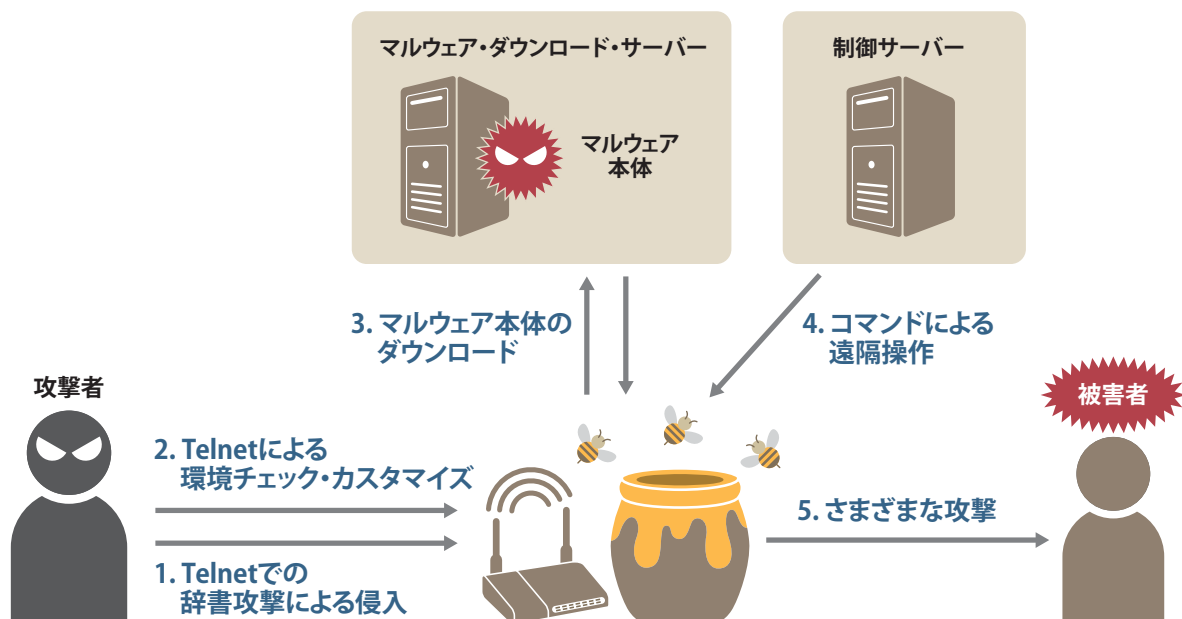 マルウェア・ダウンロード・サーバー
制御サーバー
マルウェア
本体
3. マルウェア本体の
ダウンロード
4. コマンドによる
遠隔操作
攻撃者
被害者
2. Telnetによる
環境チェック・カスタマイズ
5. さまざまな攻撃
1. Telnetでの
辞書攻撃による侵入